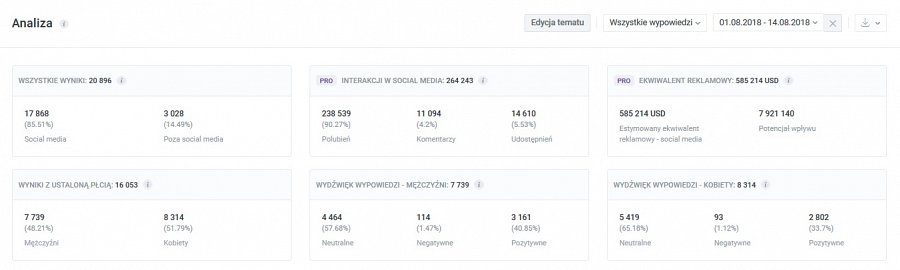 Analiza i
Edycja tematu Wszystkie wypowiedzi 01.08.2018 - 14.08.2018
WSZYSTKIE WYNIKI: 20 896 i
17 868 3 028
(85.51%) (14.49%)
Social media Poza social media
PRO INTERAKCJI W SOCIAL MEDIA: 264 243 i
238 539 11 094 14 610
(90.27%) (4.2%) (5.53%)
Polubień Komentarzy Udostępnień
PRO EKWIWALENT REKLAMOWY: 585 214 USD i
585 214 USD 7 921 140
Estymowany ekwiwalent Potencjał wpływu
reklamowy - social media
WYNIKI Z USTALONĄ PŁCIĄ: 16 053 i
7 739 8 314
(48.21%) (51.79%)
Mężczyźni Kobiety
WYDŹWIĘK WYPOWIEDZI - MĘŻCZYŹNI: 7 739 i
4 464 114 3 161
(57.68%) (1.47%) (40.85%)
Neutralne Negatywne Pozytywne
WYDŹWIĘK WYPOWIEDZI - KOBIETY: 8 314 i
5 419 93 2 802
(65.18%) (1.12%) (33.7%)
Neutralne Negatywne Pozytywne